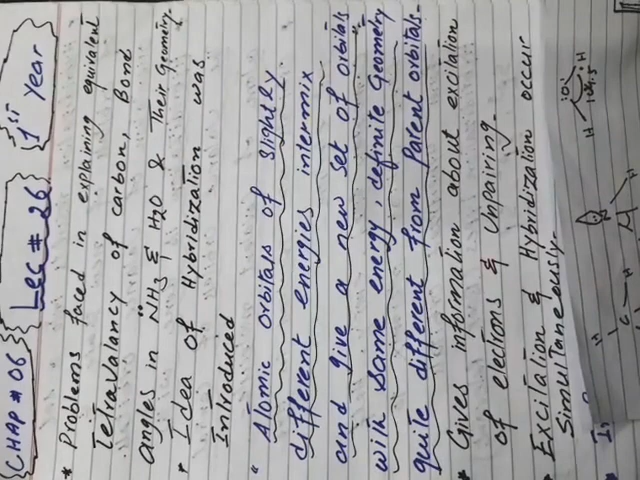 CHAP # 06 Lec # 26 1st Year
* Problems faced in explaining equivalent
Tetravalancy of carbon, Bond
angles in NH3 & H2O & Their Geometry.
* Idea of Hybridization was
Introduced
" Atomic orbitals of slightly
different energies intermix
and give a new set of orbitals
with same energy, definite Geometry
quite different from Parent orbitals.
* Gives information about excitation
of electrons & Unpairing.
* Excitation & Hybridization occur
Simultaneously.
H O H
104.5
H C H